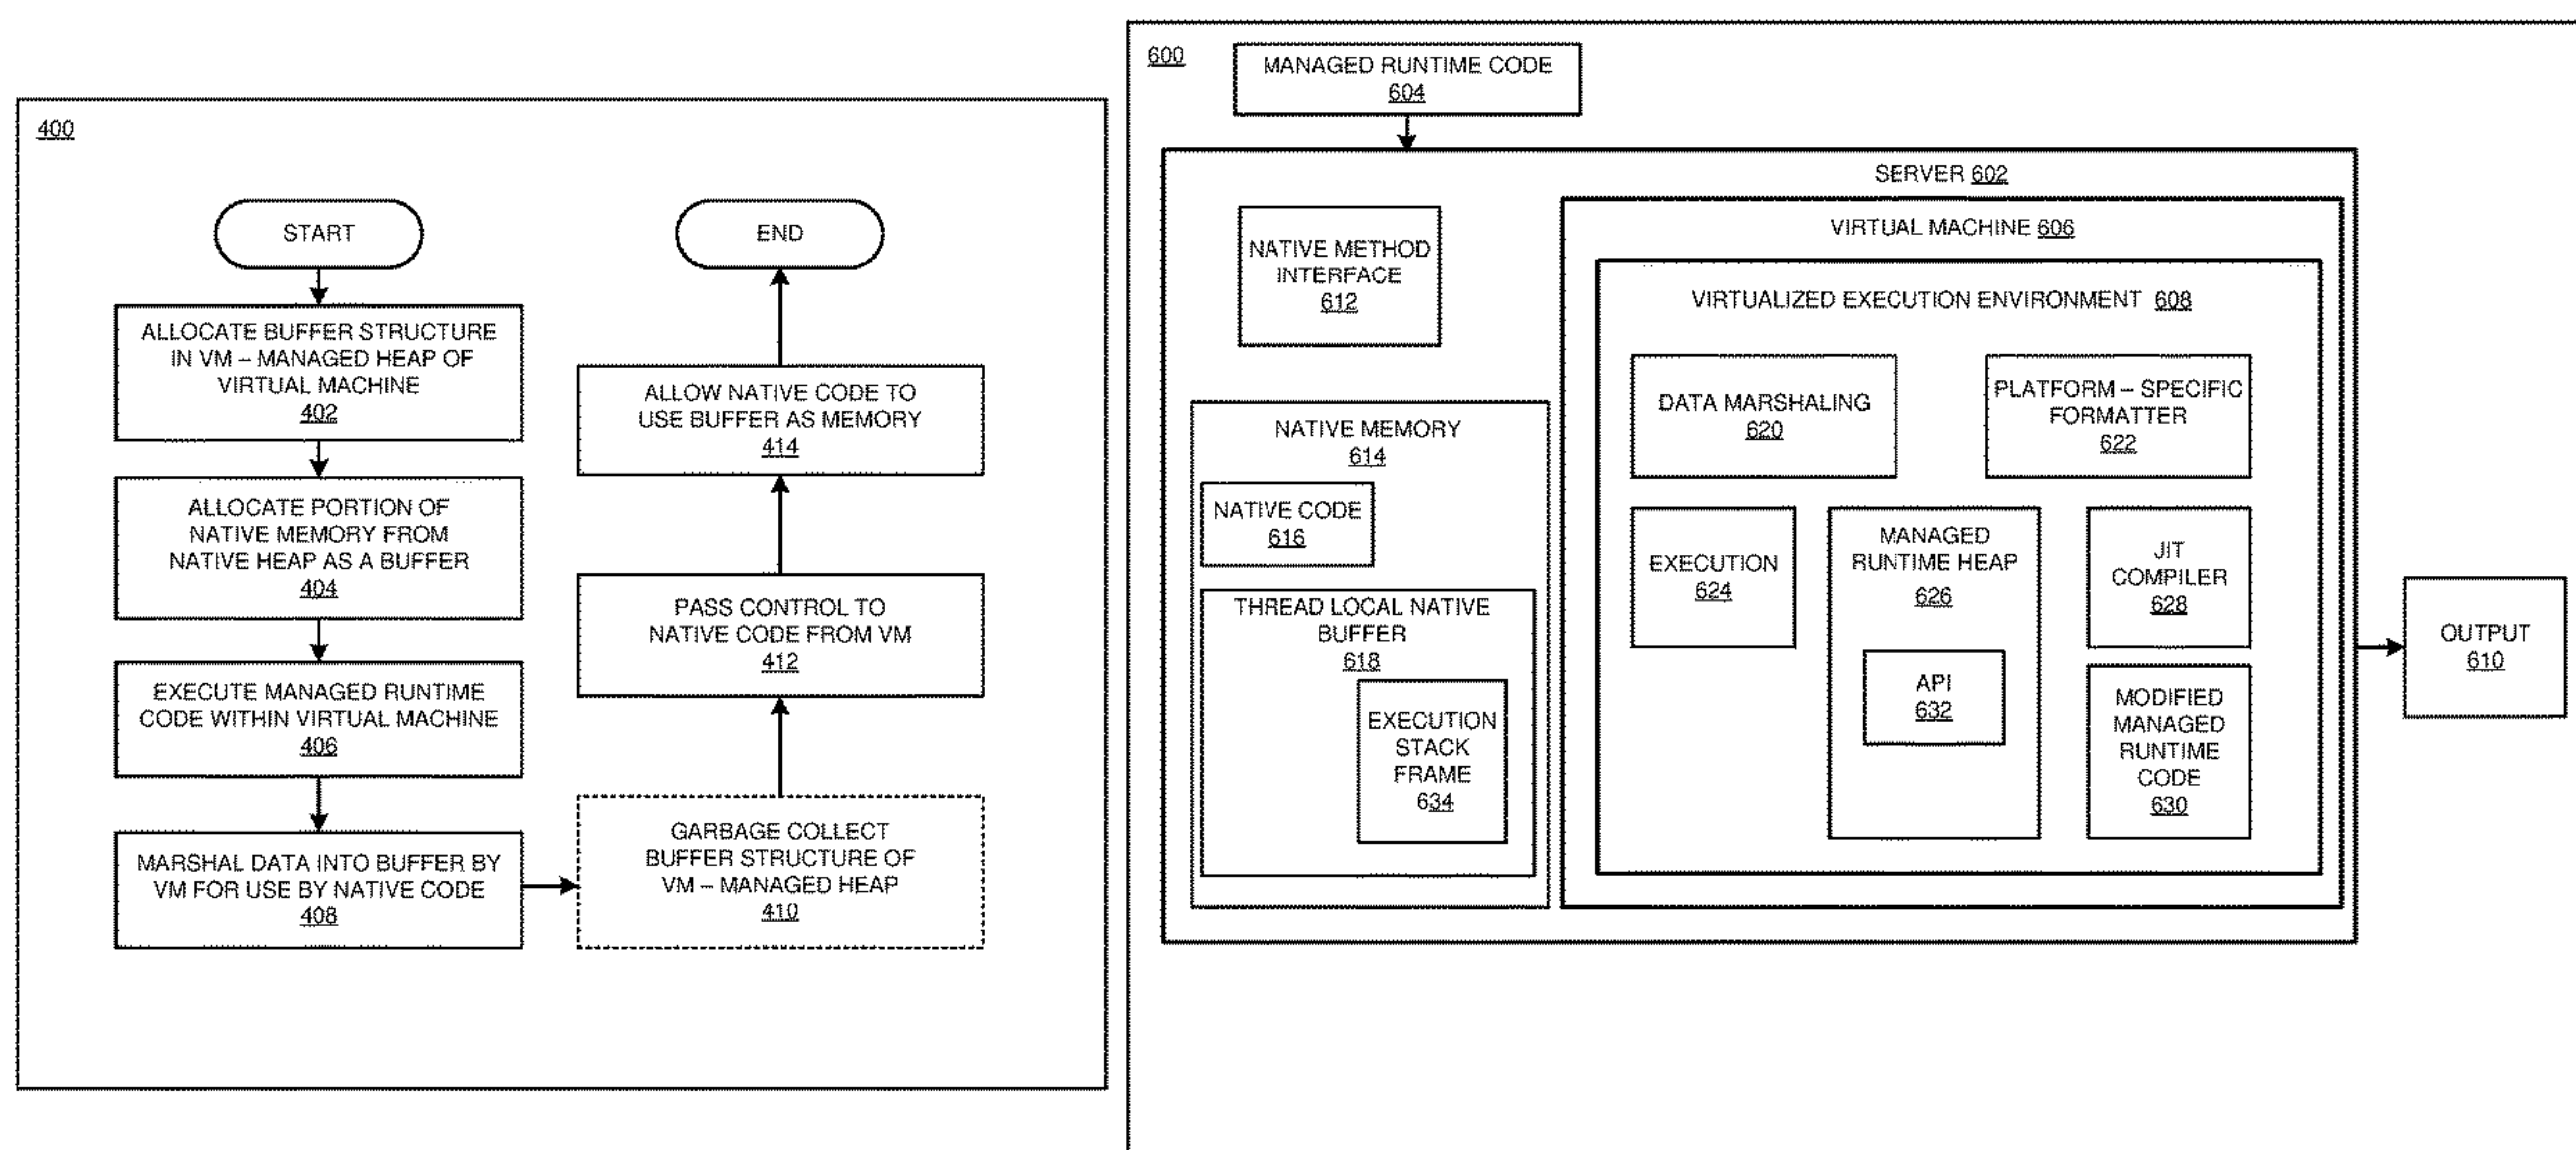 400
START
ALLOCATE BUFFER STRUCTURE
IN VM – MANAGED HEAP OF
VIRTUAL MACHINE
402
ALLOCATE PORTION OF
NATIVE MEMORY FROM
NATIVE HEAP AS A BUFFER
404
EXECUTE MANAGED RUNTIME
CODE WITHIN VIRTUAL MACHINE
406
MARSHAL DATA INTO BUFFER BY
VM FOR USE BY NATIVE CODE
408
GARBAGE COLLECT
BUFFER STRUCTURE OF
VM – MANAGED HEAP
410
PASS CONTROL TO
NATIVE CODE FROM VM
412
ALLOW NATIVE CODE TO
USE BUFFER AS MEMORY
414
END
600
MANAGED RUNTIME CODE
604
SERVER 602
NATIVE METHOD
INTERFACE
612
NATIVE MEMORY
614
NATIVE CODE
616
THREAD LOCAL NATIVE
BUFFER
618
EXECUTION
STACK
FRAME
634
VIRTUAL MACHINE 606
VIRTUALIZED EXECUTION ENVIRONMENT 608
DATA MARSHALING
620
PLATFORM – SPECIFIC
FORMATTER
622
EXECUTION
624
MANAGED
RUNTIME HEAP
626
API
632
JIT
COMPILER
628
MODIFIED
MANAGED
RUNTIME
CODE
630
OUTPUT
610